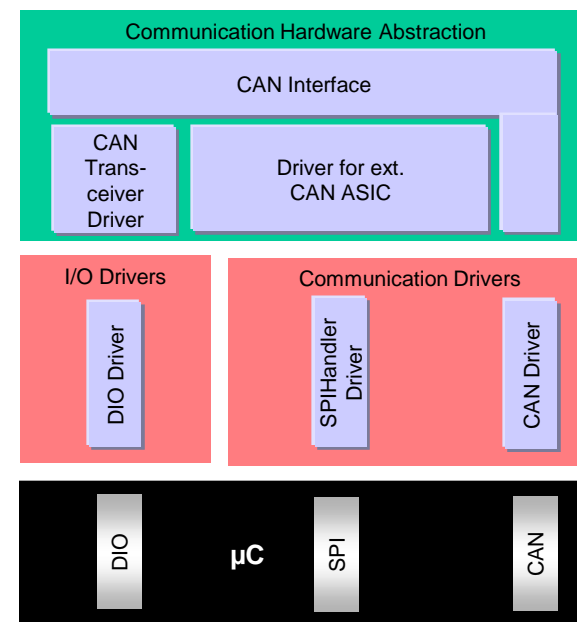 Communication Hardware Abstraction
CAN Interface
CAN
Trans-
ceiver
Driver
Driver for ext.
CAN ASIC
I/O Drivers
Communication Drivers
DIO Driver
SPIHandler
Driver
CAN Driver
DIO
µC
SPI
CAN